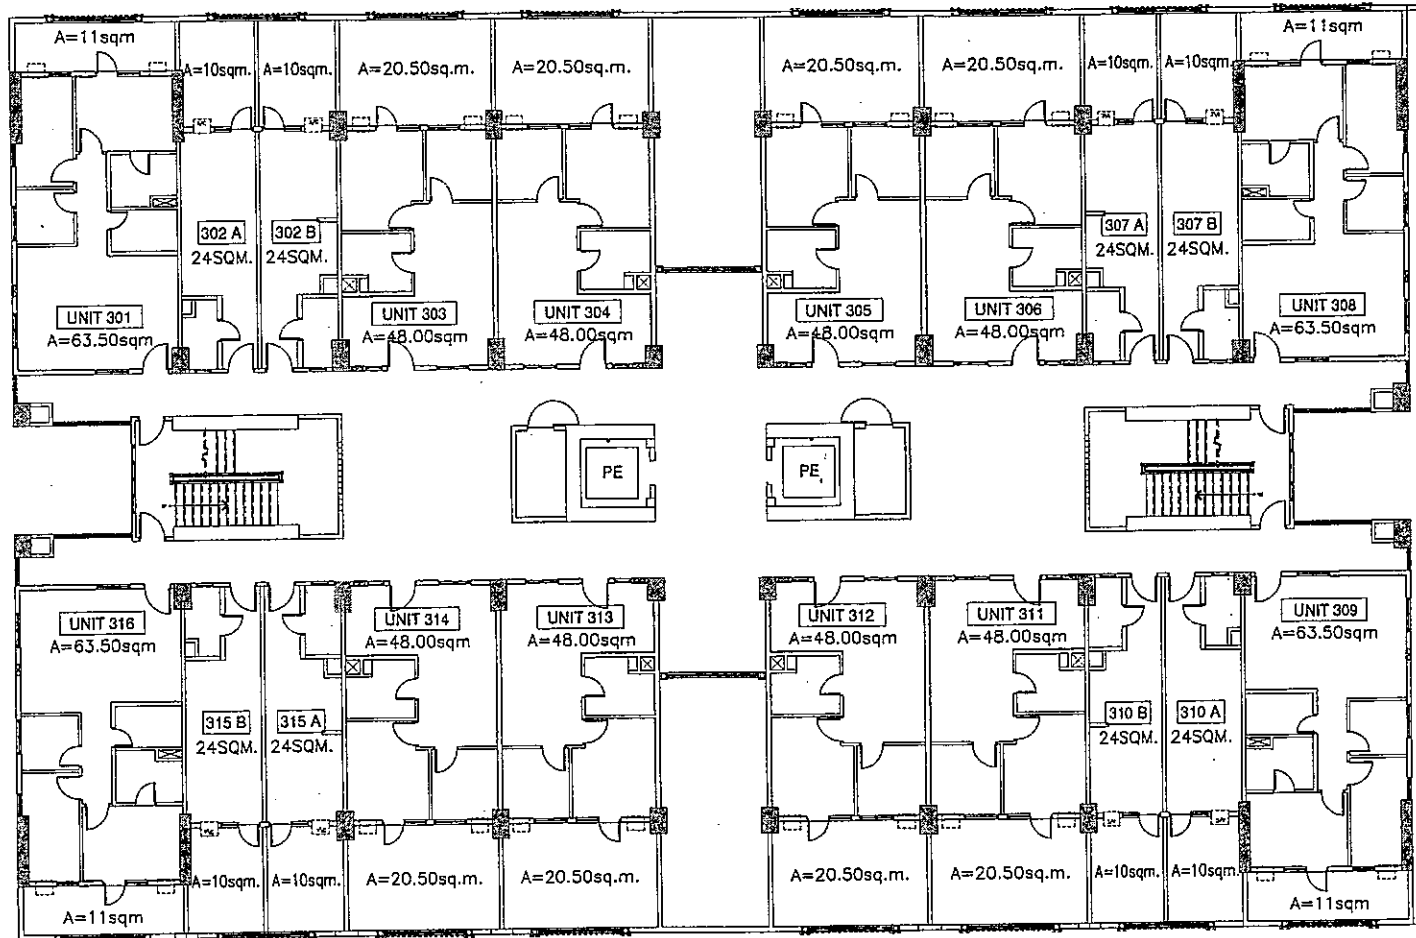 A=11sqm
A=10sqm.
A=10sqm.
A=20.50sq.m.
A=20.50sq.m.
A=20.50sq.m.
A=20.50sq.m.
A=10sqm.
A=10sqm.
A=11sqm
302 A
24SQM.
302 B
24SQM.
307 A
24SQM.
307 B
24SQM.
UNIT 301
A=63.50sqm
UNIT 303
A=48.00sqm
UNIT 304
A=48.00sqm
UNIT 305
A=48.00sqm
UNIT 306
A=48.00sqm
UNIT 308
A=63.50sqm
PE
PE
UNIT 316
A=63.50sqm
UNIT 314
A=48.00sqm
UNIT 313
A=48.00sqm
UNIT 312
A=48.00sqm
UNIT 311
A=48.00sqm
UNIT 309
A=63.50sqm
315 B
24SQM.
315 A
24SQM.
310 B
24SQM.
310 A
24SQM.
A=11sqm
A=10sqm.
A=10sqm.
A=20.50sq.m.
A=20.50sq.m.
A=20.50sq.m.
A=20.50sq.m.
A=10sqm.
A=10sqm.
A=11sqm